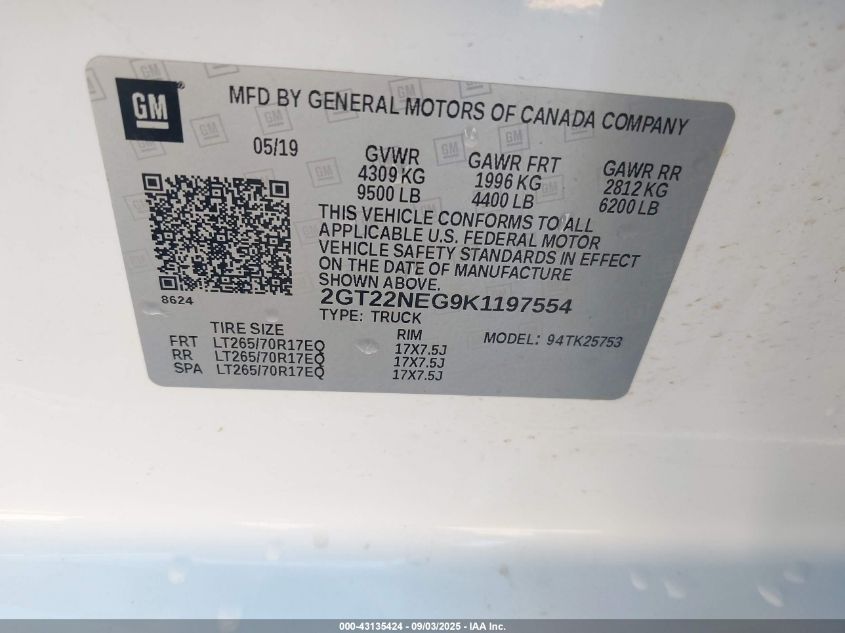 GM
MFD BY GENERAL MOTORS OF CANADA COMPANY
05/19
GVWR
4309 KG
9500 LB
GAWR FRT
1996 KG
4400 LB
GAWR RR
2812 KG
6200 LB
THIS VEHICLE CONFORMS TO ALL
APPLICABLE U.S. FEDERAL MOTOR
VEHICLE SAFETY STANDARDS IN EFFECT
ON THE DATE OF MANUFACTURE
SHOWN ABOVE.
8624
2GT22NEG9K1197554
TYPE: TRUCK
MODEL: 94TK25753
TIRE SIZE
RIM
FRT LT265/70R17EQ 17X7.5J
RR LT265/70R17EQ 17X7.5J
SPA LT265/70R17EQ 17X7.5J
000-43135424 - 09/03/2025 - IAA Inc.